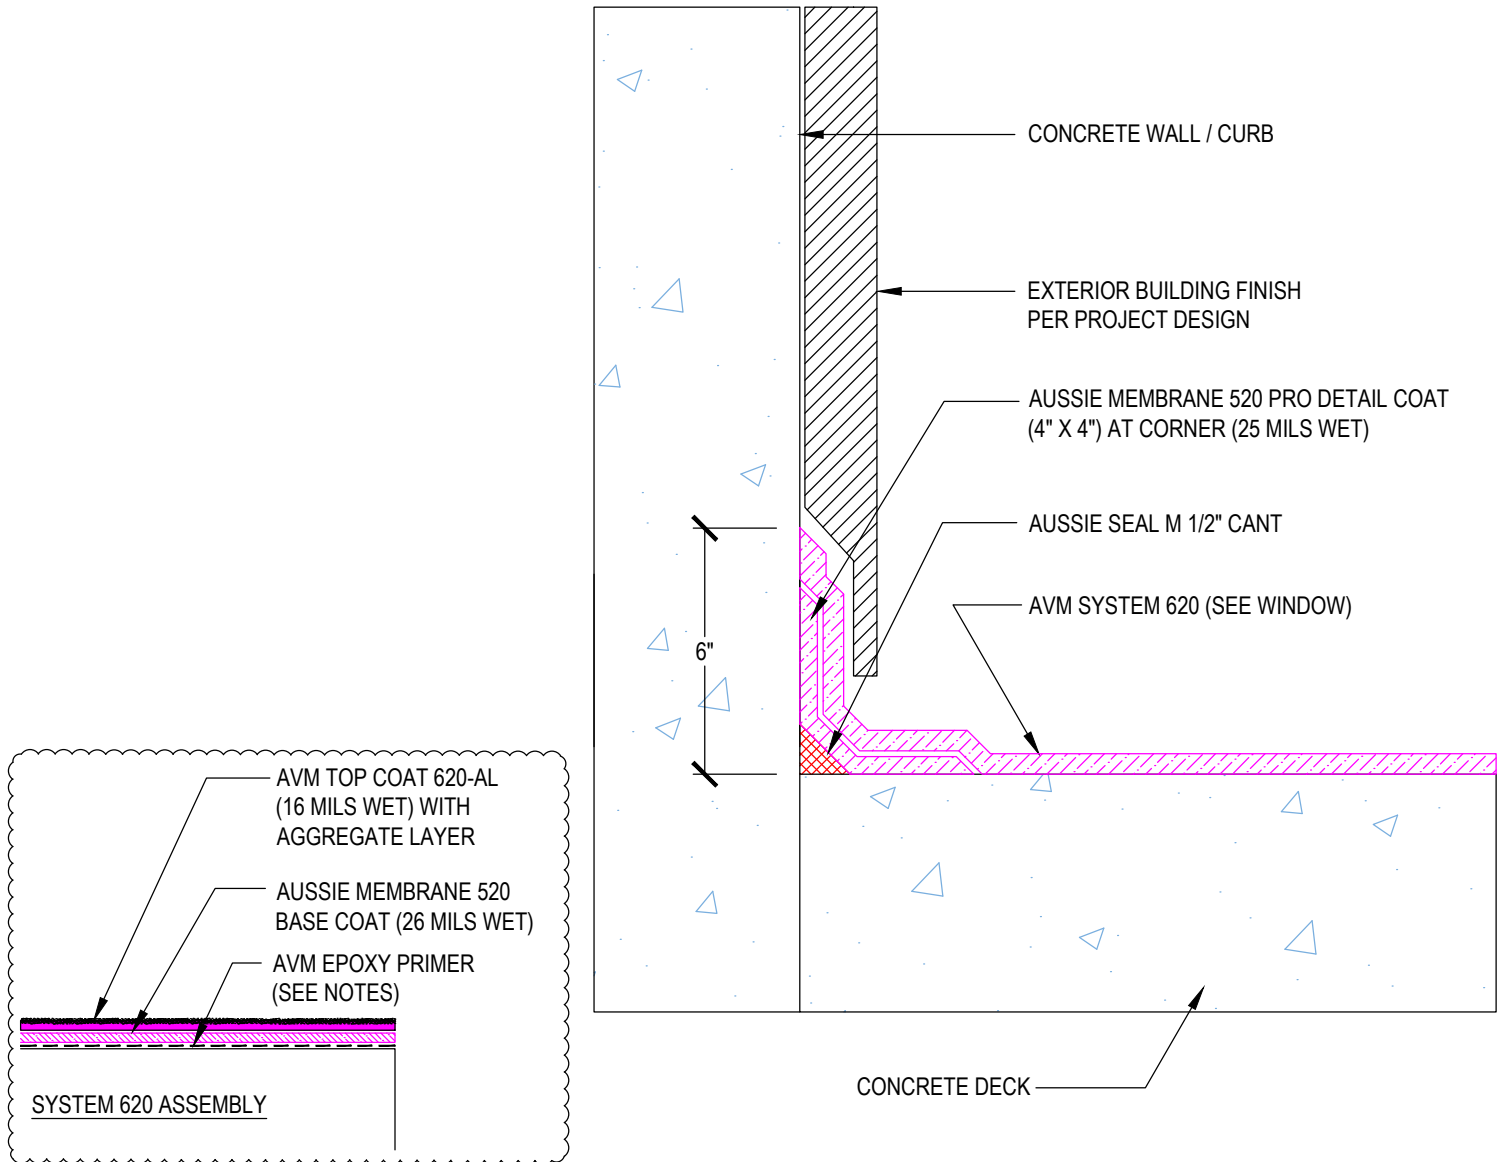 CONCRETE WALL / CURB
EXTERIOR BUILDING FINISH
PER PROJECT DESIGN
AUSSIE MEMBRANE 520 PRO DETAIL COAT
(4" X 4") AT CORNER (25 MILS WET)
AUSSIE SEAL M 1/2" CANT
AVM SYSTEM 620 (SEE WINDOW)
6"
AVM TOP COAT 620-AL
(16 MILS WET) WITH
AGGREGATE LAYER
AUSSIE MEMBRANE 520
BASE COAT (26 MILS WET)
AVM EPOXY PRIMER
(SEE NOTES)
SYSTEM 620 ASSEMBLY
CONCRETE DECK